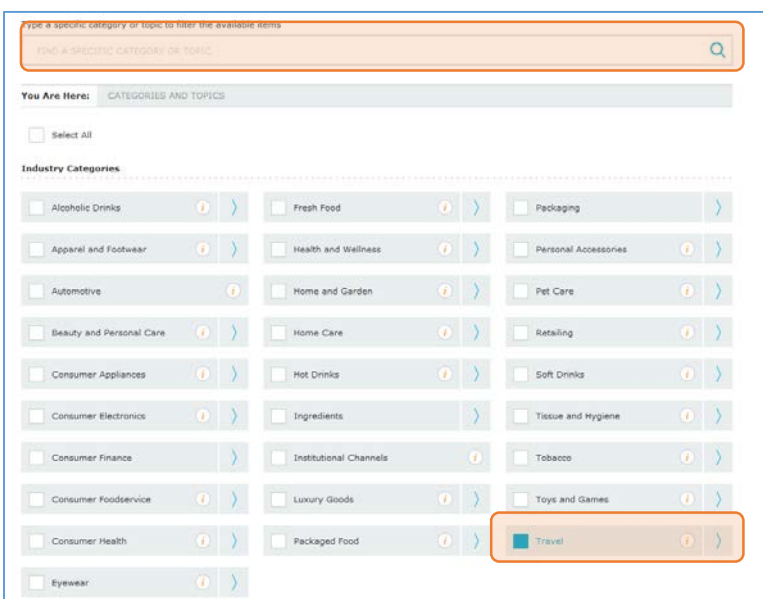 Type a specific category or topic to filter the available items
FIND A SPECIFIC CATEGORY OR TOPIC
You Are Here: CATEGORIES AND TOPICS
Select All
Industry Categories
Alcoholic Drinks i Fresh Food i Packaging
Apparel and Footwear i Health and Wellness i Personal Accessories i
Automotive i Home and Garden i Pet Care i
Beauty and Personal Care i Home Care i Retailing i
Consumer Appliances i Hot Drinks i Soft Drinks i
Consumer Electronics i Ingredients Tissue and Hygiene i
Consumer Finance Institutional Channels i Tobacco i
Consumer Foodservice i Luxury Goods i Toys and Games i
Consumer Health i Packaged Food i Travel i
Eyewear i